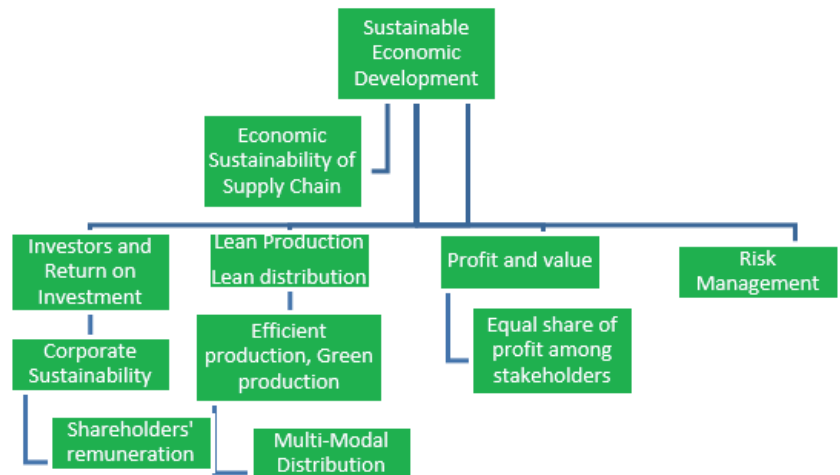 Sustainable
Economic
Development
Economic
Sustainability of
Supply Chain
Investors and
Return on
Investment
Lean Production
Lean distribution
Profit and value
Risk
Management
Corporate
Sustainability
Efficient
production, Green
production
Equal share of
profit among
stakeholders
Shareholders'
remuneration
Multi-Modal
Distribution